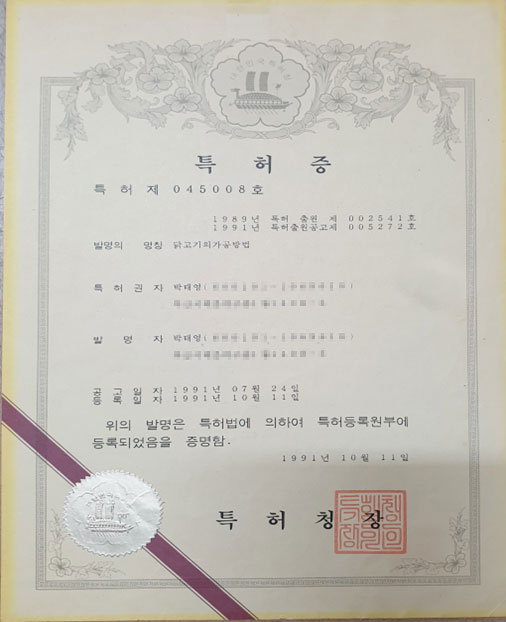 특허증
특허 제 045008호
1989년 특허 출원 제 002541호
1991년 특허출원공고제 005272호
발명의 명칭 닭고기의가공방법
특허권자 박태영(
발명자 박태영(
공고일자 1991년 07월 24일
등록일자 1991년 10월 11일
위의 발명은 특허법에 의하여 특허등록원부에
등록되었음을 증명함.
1991년 10월 11일
특허청장